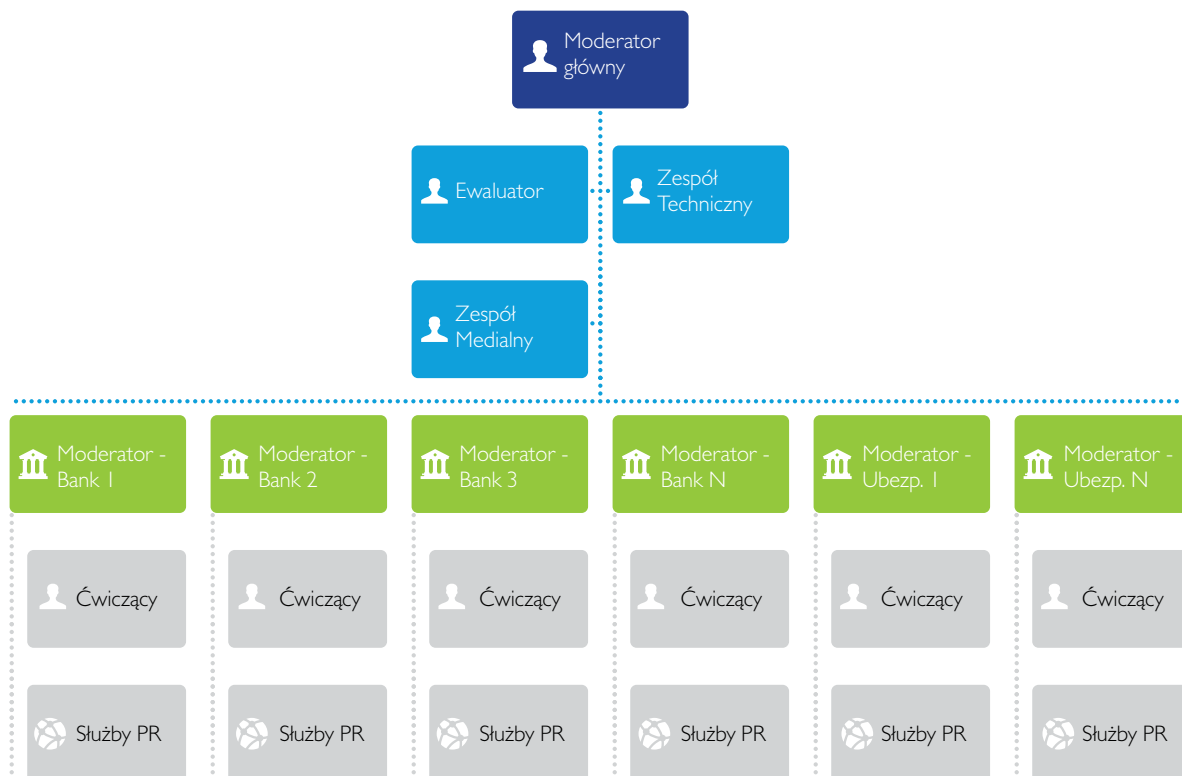 Moderator
główny
Ewaluator
Zespół
Techniczny
Zespół
Medialny
Moderator -
Bank 1
Moderator -
Bank 2
Moderator -
Bank 3
Moderator -
Bank N
Moderator -
Ubezp. 1
Moderator -
Ubezp. N
Ćwiczący
Ćwiczący
Ćwiczący
Ćwiczący
Ćwiczący
Ćwiczący
Służby PR
Służby PR
Służby PR
Służby PR
Służby PR
Służby PR